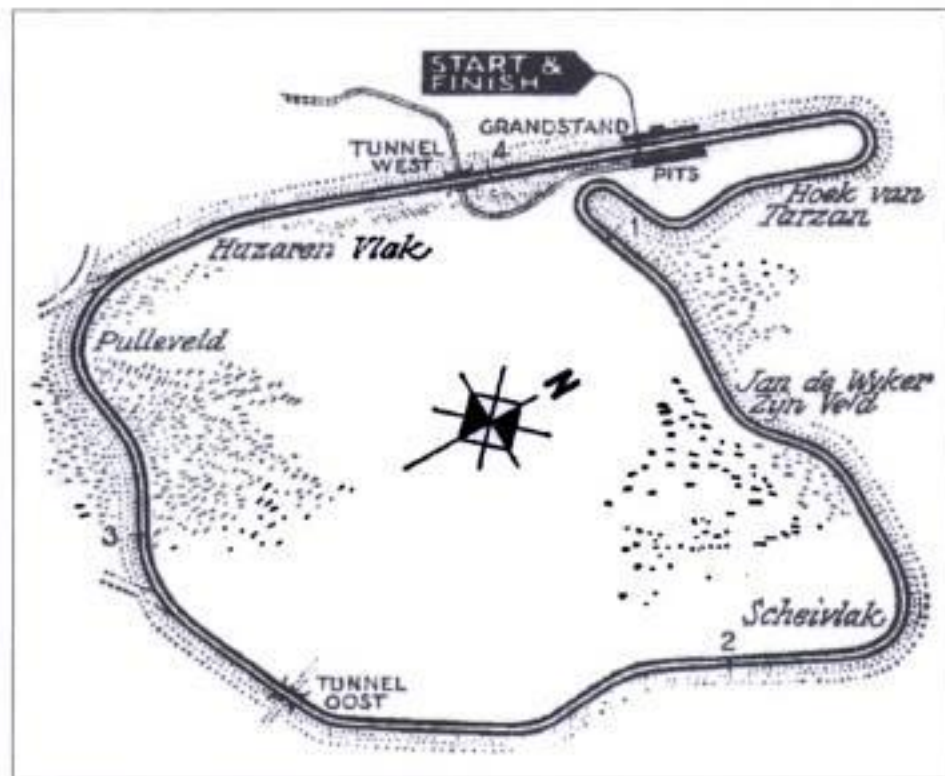 START &
FINISH
GRANDSTAND
TUNNEL
WEST
4
PITS
Hoek van
Tarzan
1
Huzaren Vlak
Pulleveld
N
Jan de Wyker
Zyn Veld
3
Scheivlak
2
TUNNEL
OOST